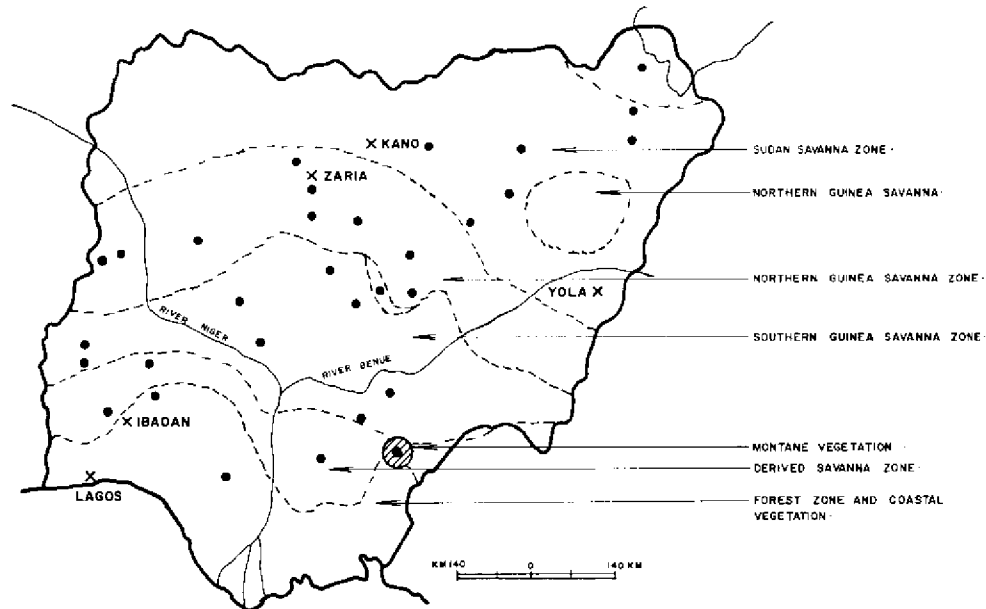 × KANO
× ZARIA
SUDAN SAVANNA ZONE·
NORTHERN GUINEA SAVANNA·
NORTHERN GUINEA SAVANNA ZONE·
YOLA ×
RIVER NIGER
SOUTHERN GUINEA SAVANNA ZONE·
RIVER BENUE
× IBADAN
MONTANE VEGETATION ·
DERIVED SAVANNA ZONE·
LAGOS
FOREST ZONE AND COASTAL
VEGETATION·
KM 140 0 140 KM